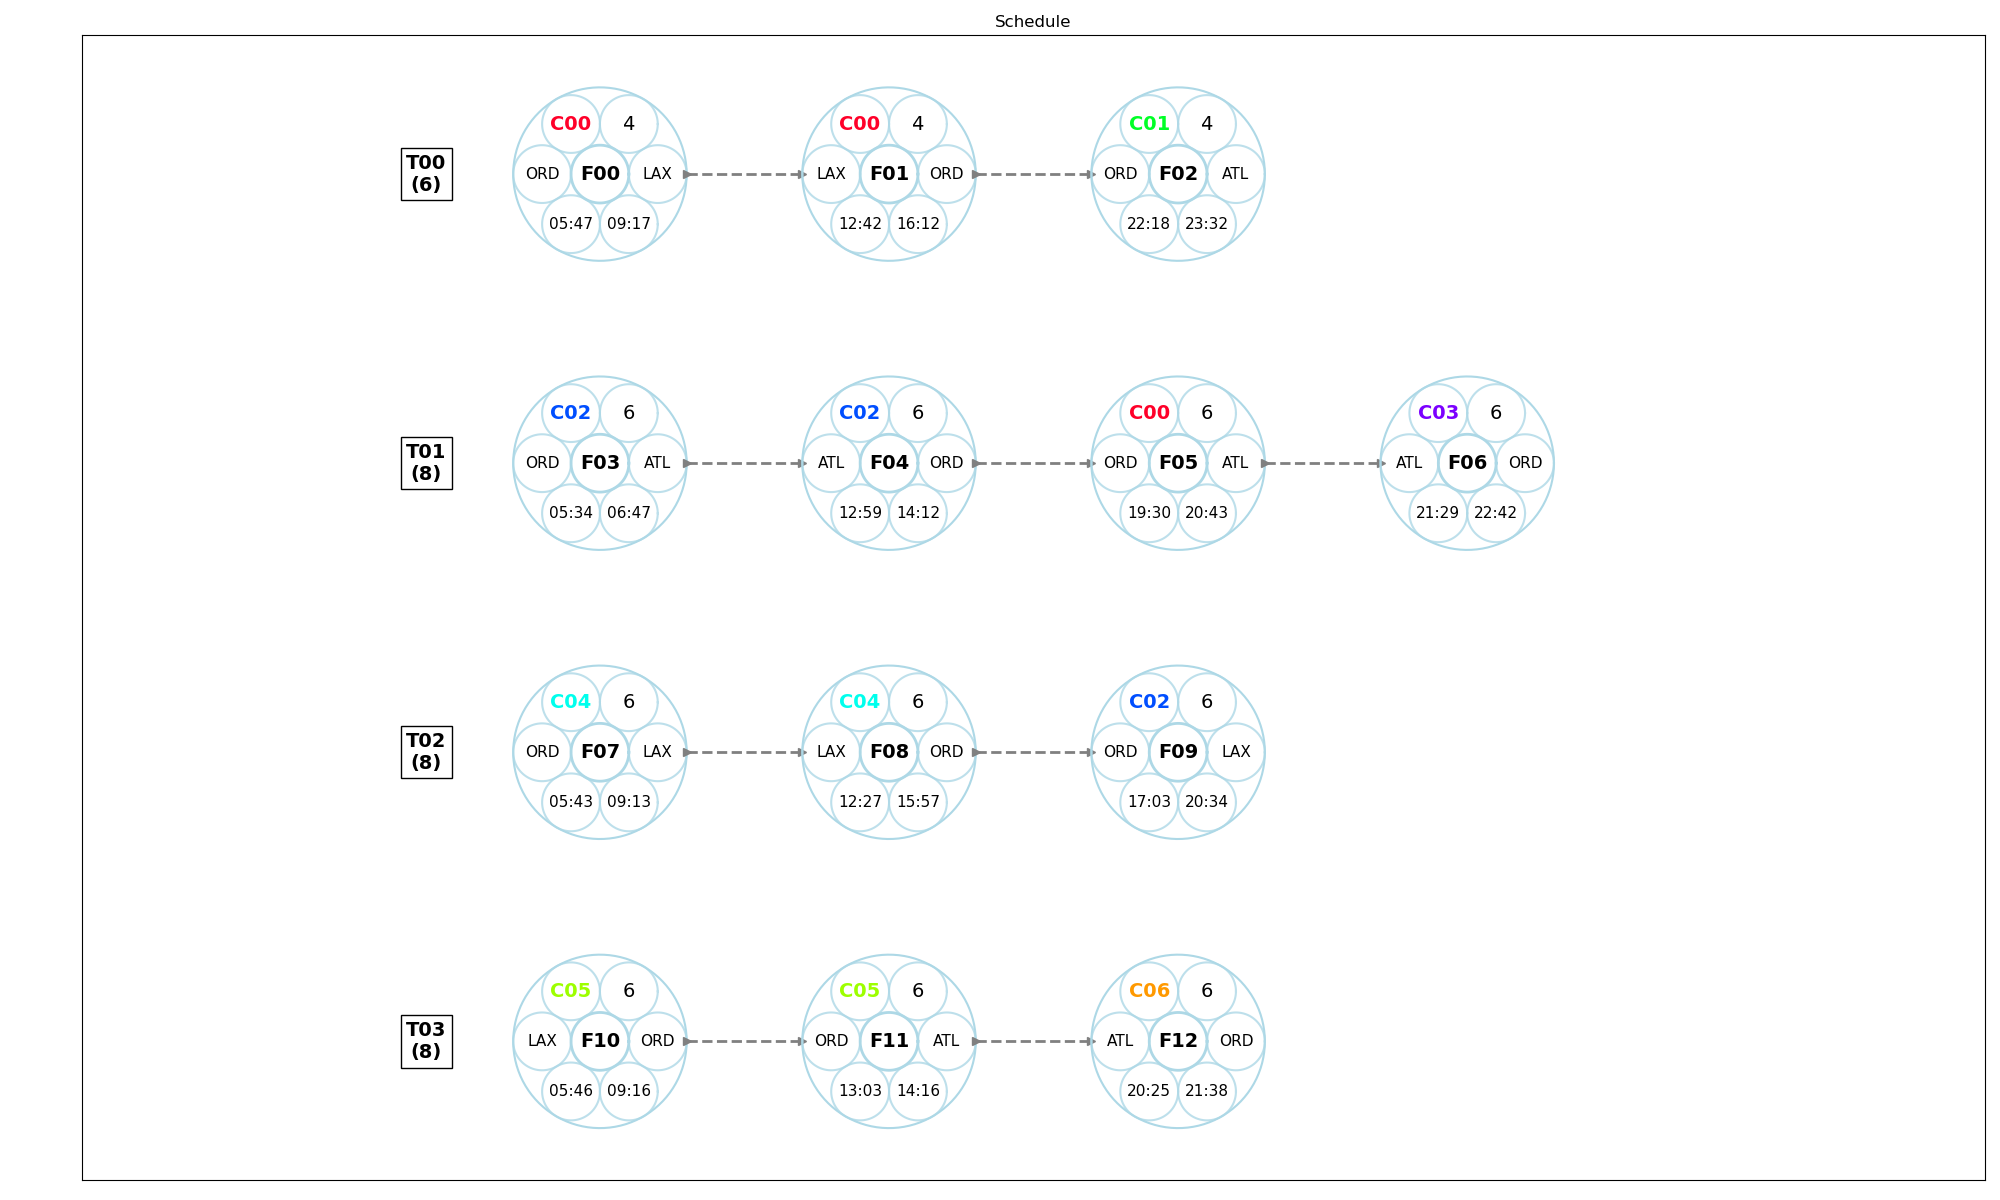 Schedule
C00 4 C00 4 C01 4
T00
(6)
ORD F00 LAX LAX F01 ORD ORD F02 ATL
05:47 09:17 12:42 16:12 22:18 23:32
C02 6 C02 6 C00 6 C03 6
T01
(8)
ORD F03 ATL ATL F04 ORD ORD F05 ATL ATL F06 ORD
05:34 06:47 12:59 14:12 19:30 20:43 21:29 22:42
C04 6 C04 6 C02 6
T02
(8)
ORD F07 LAX LAX F08 ORD ORD F09 LAX
05:43 09:13 12:27 15:57 17:03 20:34
C05 6 C05 6 C06 6
T03
(8)
LAX F10 ORD ORD F11 ATL ATL F12 ORD
05:46 09:16 13:03 14:16 20:25 21:38